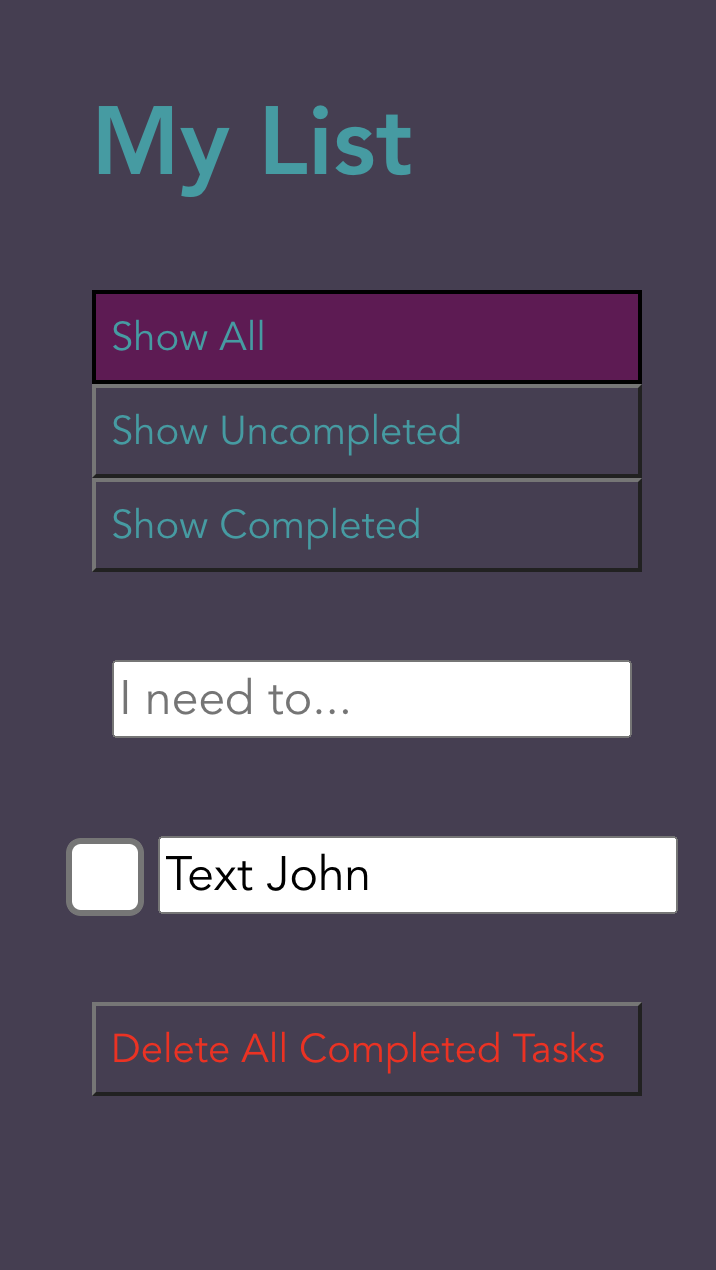 My List
Show All
Show Uncompleted
Show Completed
I need to...
Text John
Delete All Completed Tasks